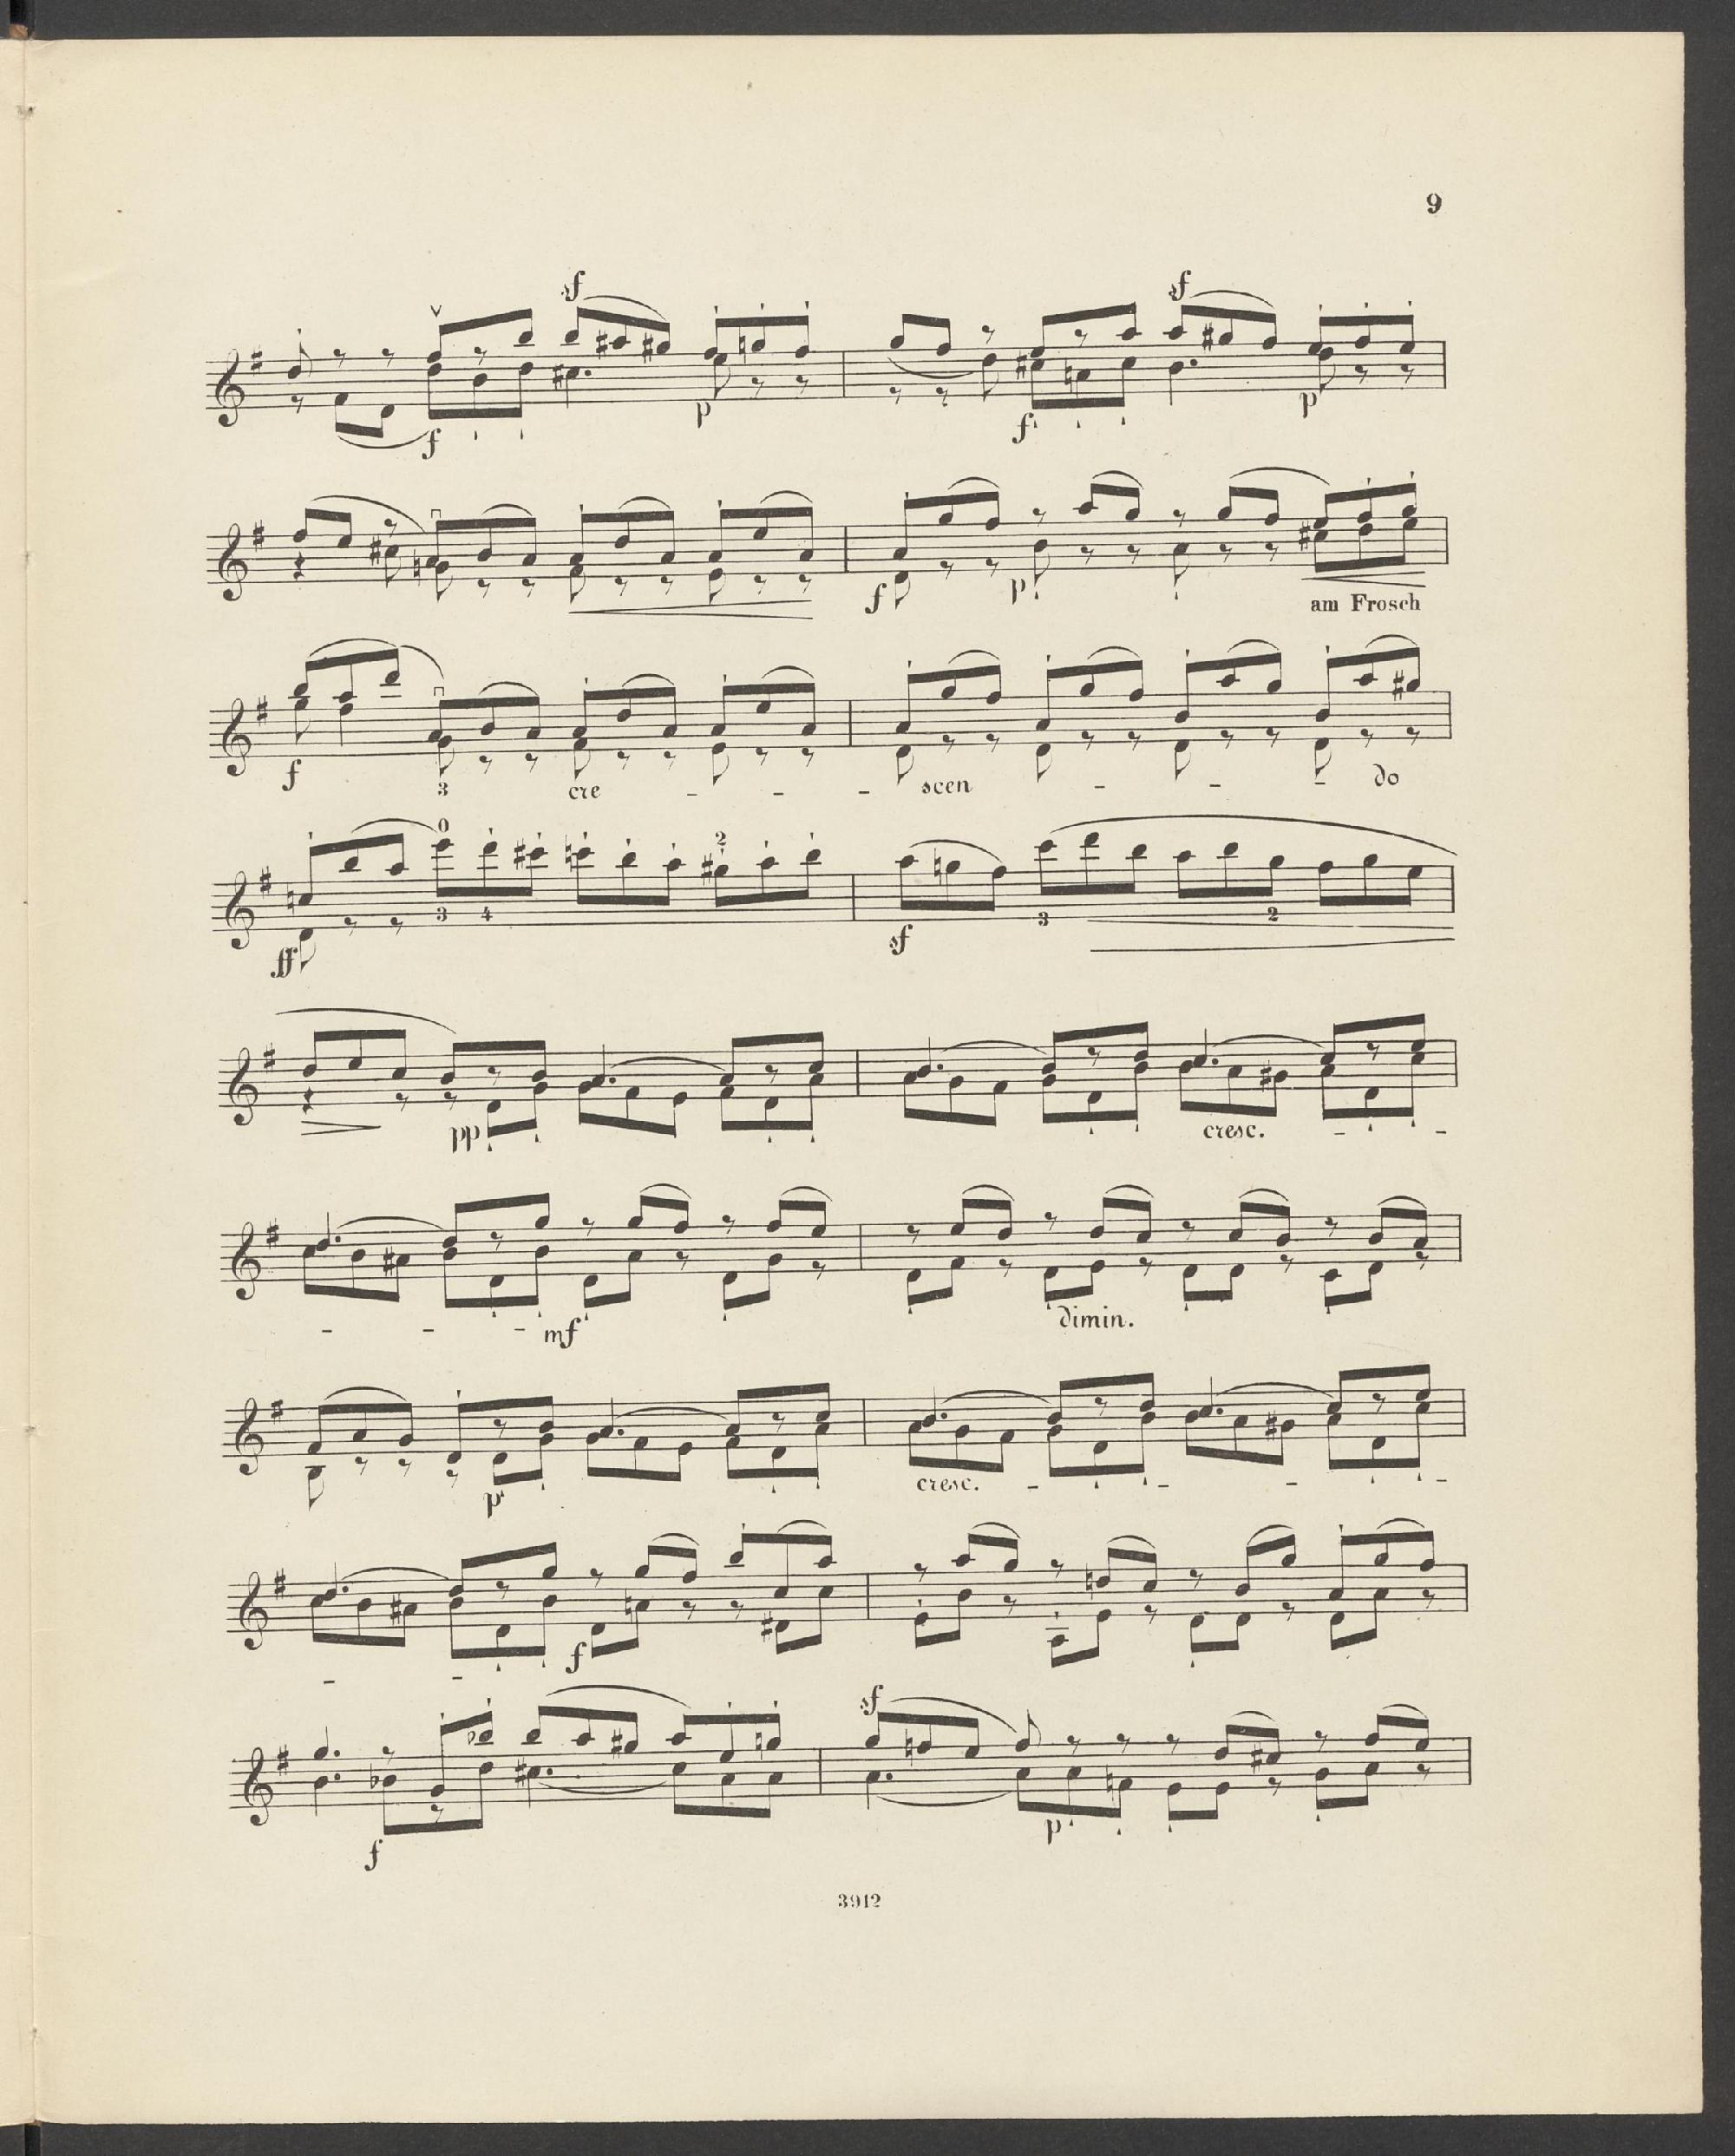 9
sf sf
p p
f f
f p
am Frosch
f 3 cre - - - scen - - - do
0 2
3 4 3 2
ff sf
pp cresc. - -
- - - mf dimin.
p cresc. - - - -
- - f
sf
f p
3912